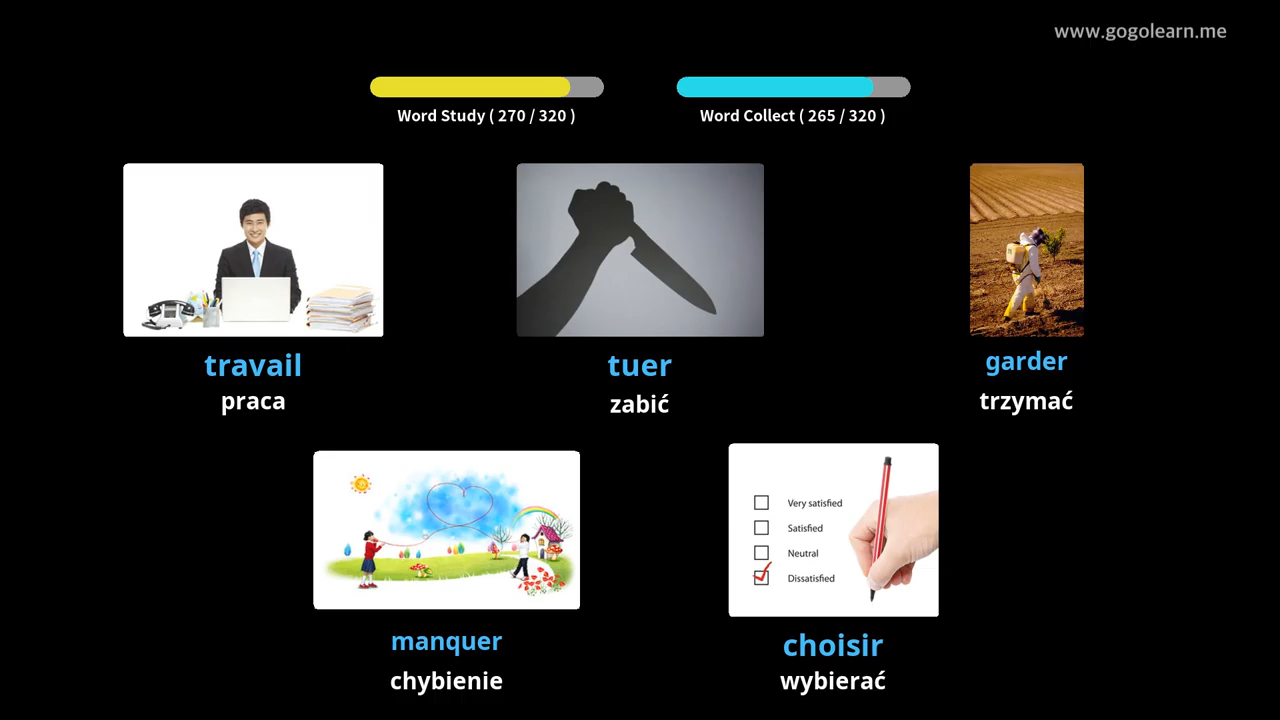 www.gogolearn.me
Word Study ( 270 / 320 )
Word Collect ( 265 / 320 )
travail
praca
tuer
zabić
garder
trzymać
Very satisfied
Satisfied
Neutral
Dissatisfied
manquer
chybienie
choisir
wybierać